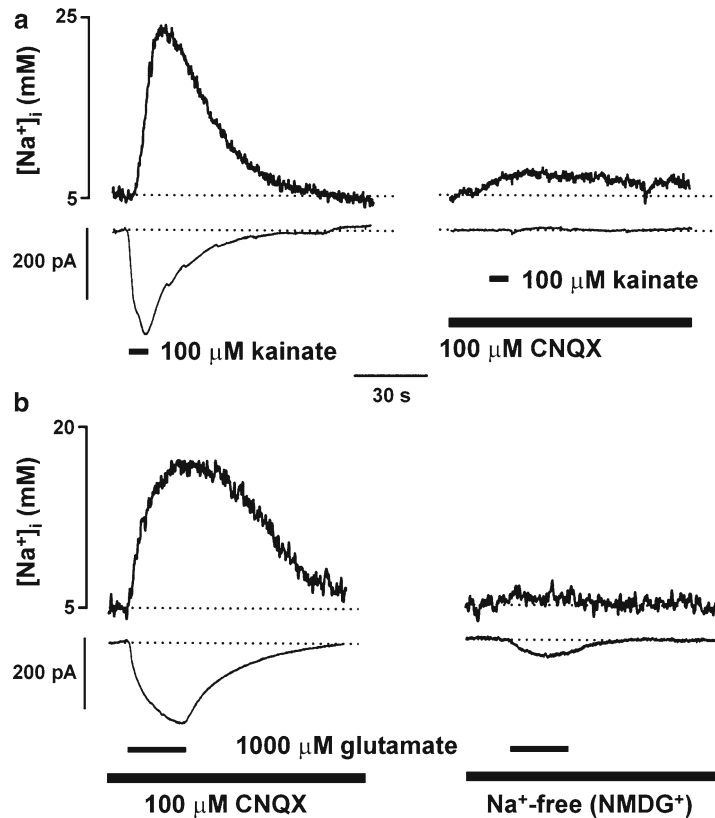 a
25
[Na⁺]ᵢ (mM)
5
200 pA
100 μM kainate
100 μM kainate
100 μM CNQX
30 s
b
20
[Na⁺]ᵢ (mM)
5
200 pA
1000 μM glutamate
100 μM CNQX
Na⁺-free (NMDG⁺)